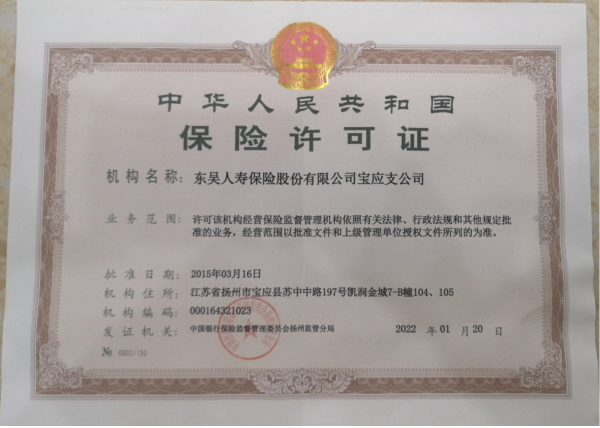 中华人民共和国
保险许可证
机构名称： 东吴人寿保险股份有限公司宝应支公司
业务范围： 许可该机构经营保险监督管理机构依照有关法律、行政法规和其他规定批
准的业务，经营范围以批准文件和上级管理单位授权文件所列的为准。
批准日期： 2015年03月16日
机构住所： 江苏省扬州市宝应县苏中中路197号凯润金城7-B幢104、105
机构编码： 000164321023
发证机关： 中国银行保险监督管理委员会扬州监管分局 2022 年 01 月 20 日
№